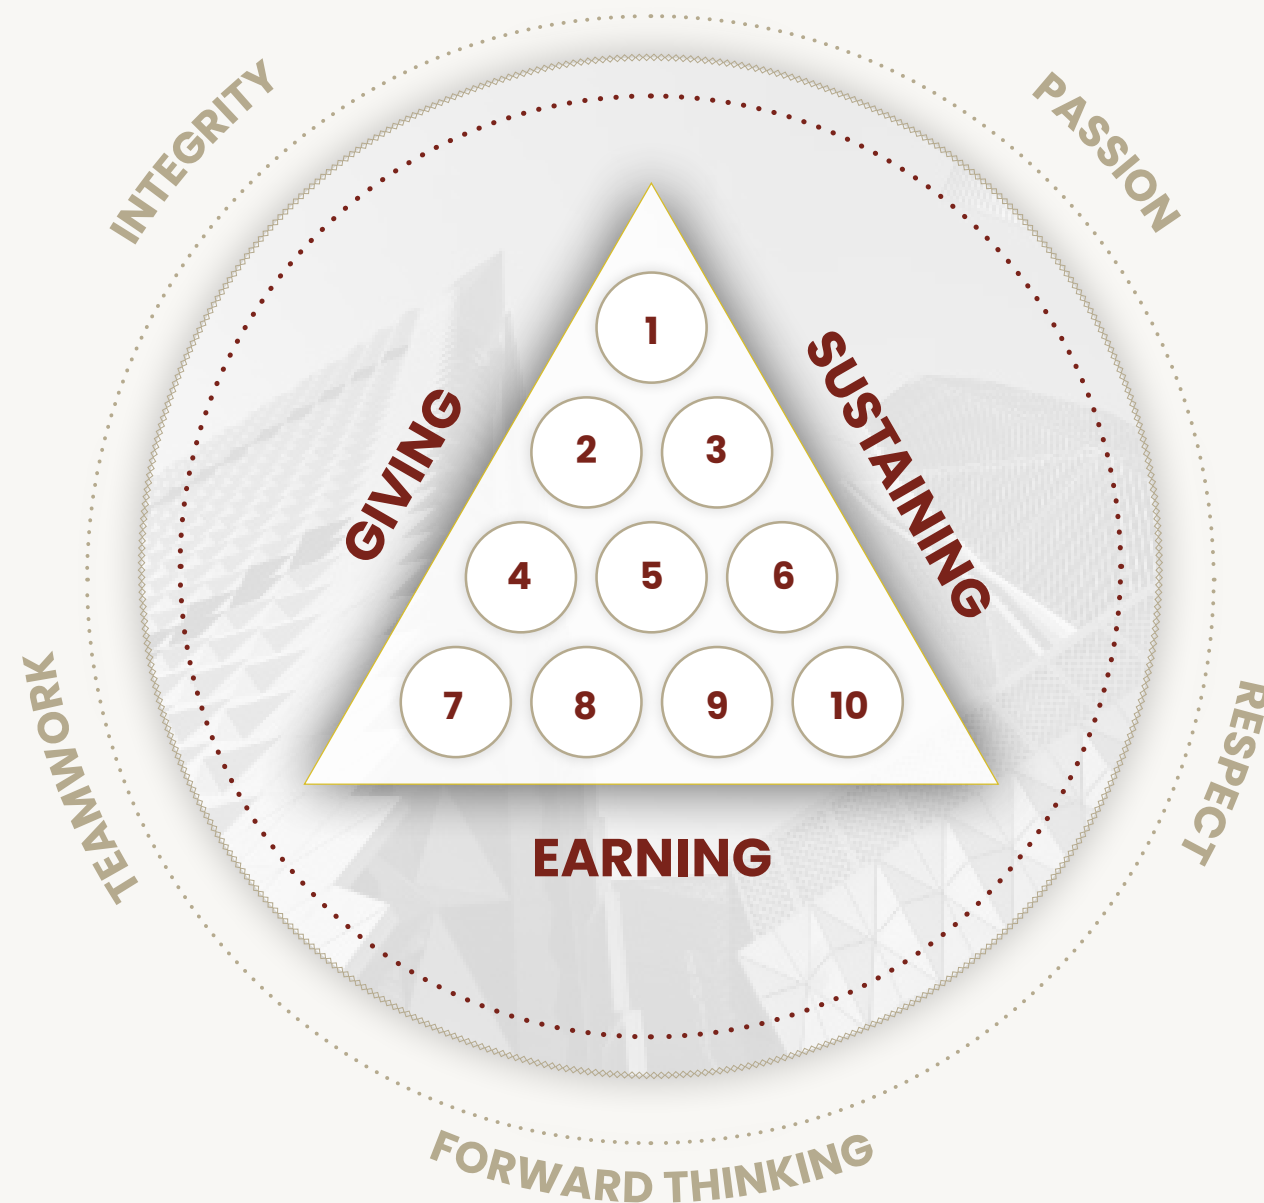 INTEGRITY
PASSION
GIVING
SUSTAINING
1
2 3
4 5 6
7 8 9 10
EARNING
TEAMWORK
RESPECT
FORWARD THINKING